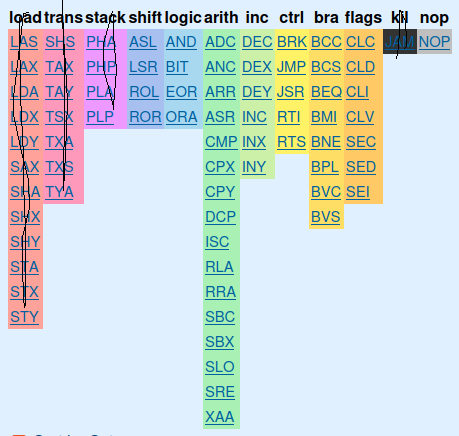 load trans stack shift logic arith inc ctrl bra flags kil nop
LAS SHS PHA ASL AND ADC DEC BRK BCC CLC JAM NOP
LAX TAX PHP LSR BIT ANC DEX JMP BCS CLD
LDA TAY PLA ROL EOR ARR DEY JSR BEQ CLI
LDX TSX PLP ROR ORA ASR INC RTI BMI CLV
LDY TXA CMP INX RTS BNE SEC
SAX TXS CPX INY BPL SED
SHA TYA CPY BVC SEI
SHX DCP BVS
SHY ISC
STA RLA
STX RRA
STY SBC
SBX
SLO
SRE
XAA